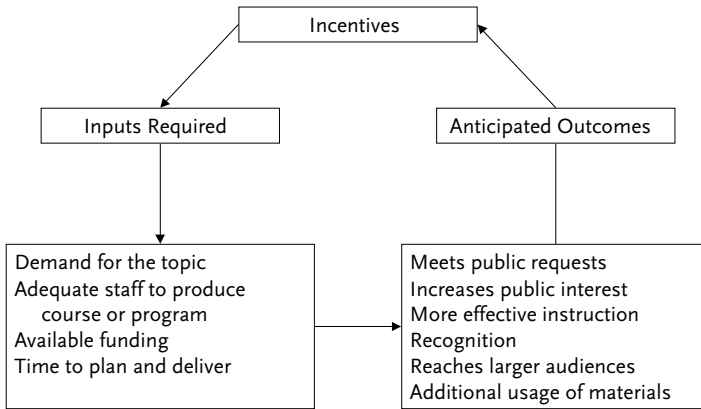 Incentives
Inputs Required
Anticipated Outcomes
Demand for the topic
Adequate staff to produce
course or program
Available funding
Time to plan and deliver
Meets public requests
Increases public interest
More effective instruction
Recognition
Reaches larger audiences
Additional usage of materials